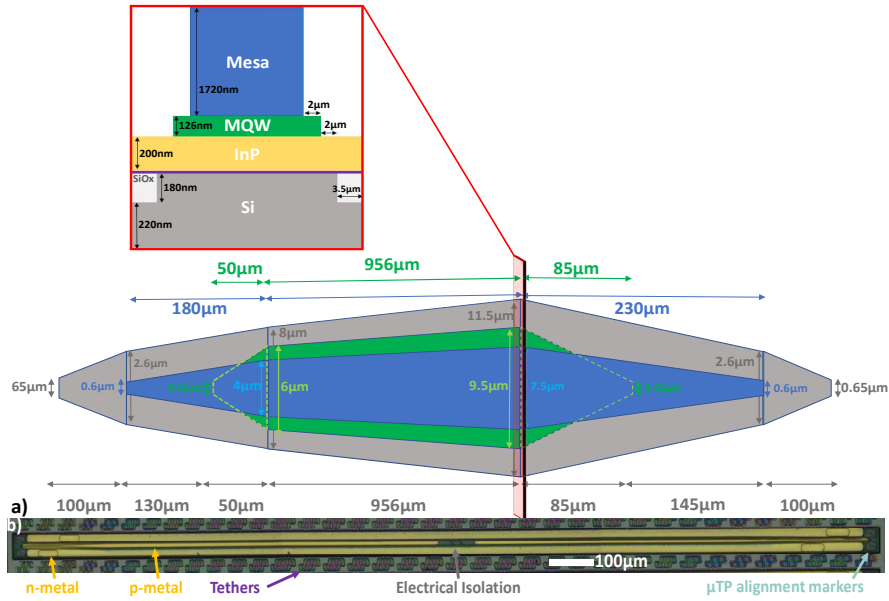 Mesa
1720nm
2μm
126nm
MQW
2μm
200nm
InP
SiOx
180nm
3.5μm
Si
220nm
50μm
956μm
85μm
180μm
230μm
11.5μm
8μm
2.6μm
2.6μm
65μm
0.6μm
4μm
6μm
9.5μm
7.5μm
0.6μm
0.65μm
a)
100μm
130μm
50μm
956μm
85μm
145μm
100μm
b)
100μm
n-metal
p-metal
Tethers
Electrical Isolation
μTP alignment markers